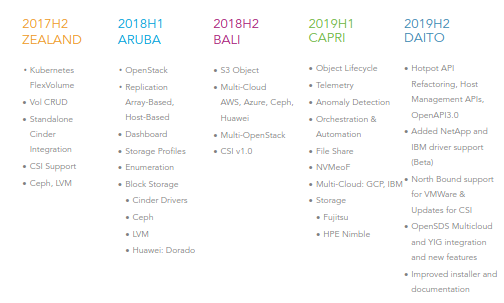 2017H2
ZEALAND
• Kubernetes
FlexVolume
• Vol CRUD
• Standalone
Cinder
Integration
• CSI Support
• Ceph, LVM
2018H1
ARUBA
• OpenStack
• Replication
Array-Based,
Host-Based
• Dashboard
• Storage Profiles
• Enumeration
• Block Storage
• Cinder Drivers
• Ceph
• LVM
• Huawei: Dorado
2018H2
BALI
• S3 Object
• Multi-Cloud
AWS, Azure, Ceph,
Huawei
• Multi-OpenStack
• CSI v1.0
2019H1
CAPRI
• Object Lifecycle
• Telemetry
• Anomaly Detection
• Orchestration &
Automation
• File Share
• NVMeoF
• Multi-Cloud: GCP, IBM
• Storage
• Fujitsu
• HPE Nimble
2019H2
DAITO
• Hotpot API
Refactoring, Host
Management APIs,
OpenAPI3.0
• Added NetApp and
IBM driver support
(Beta)
• North Bound support
for VMWare &
Updates for CSI
• OpenSDS Multicloud
and YIG integration
and new features
• Improved installer and
documentation